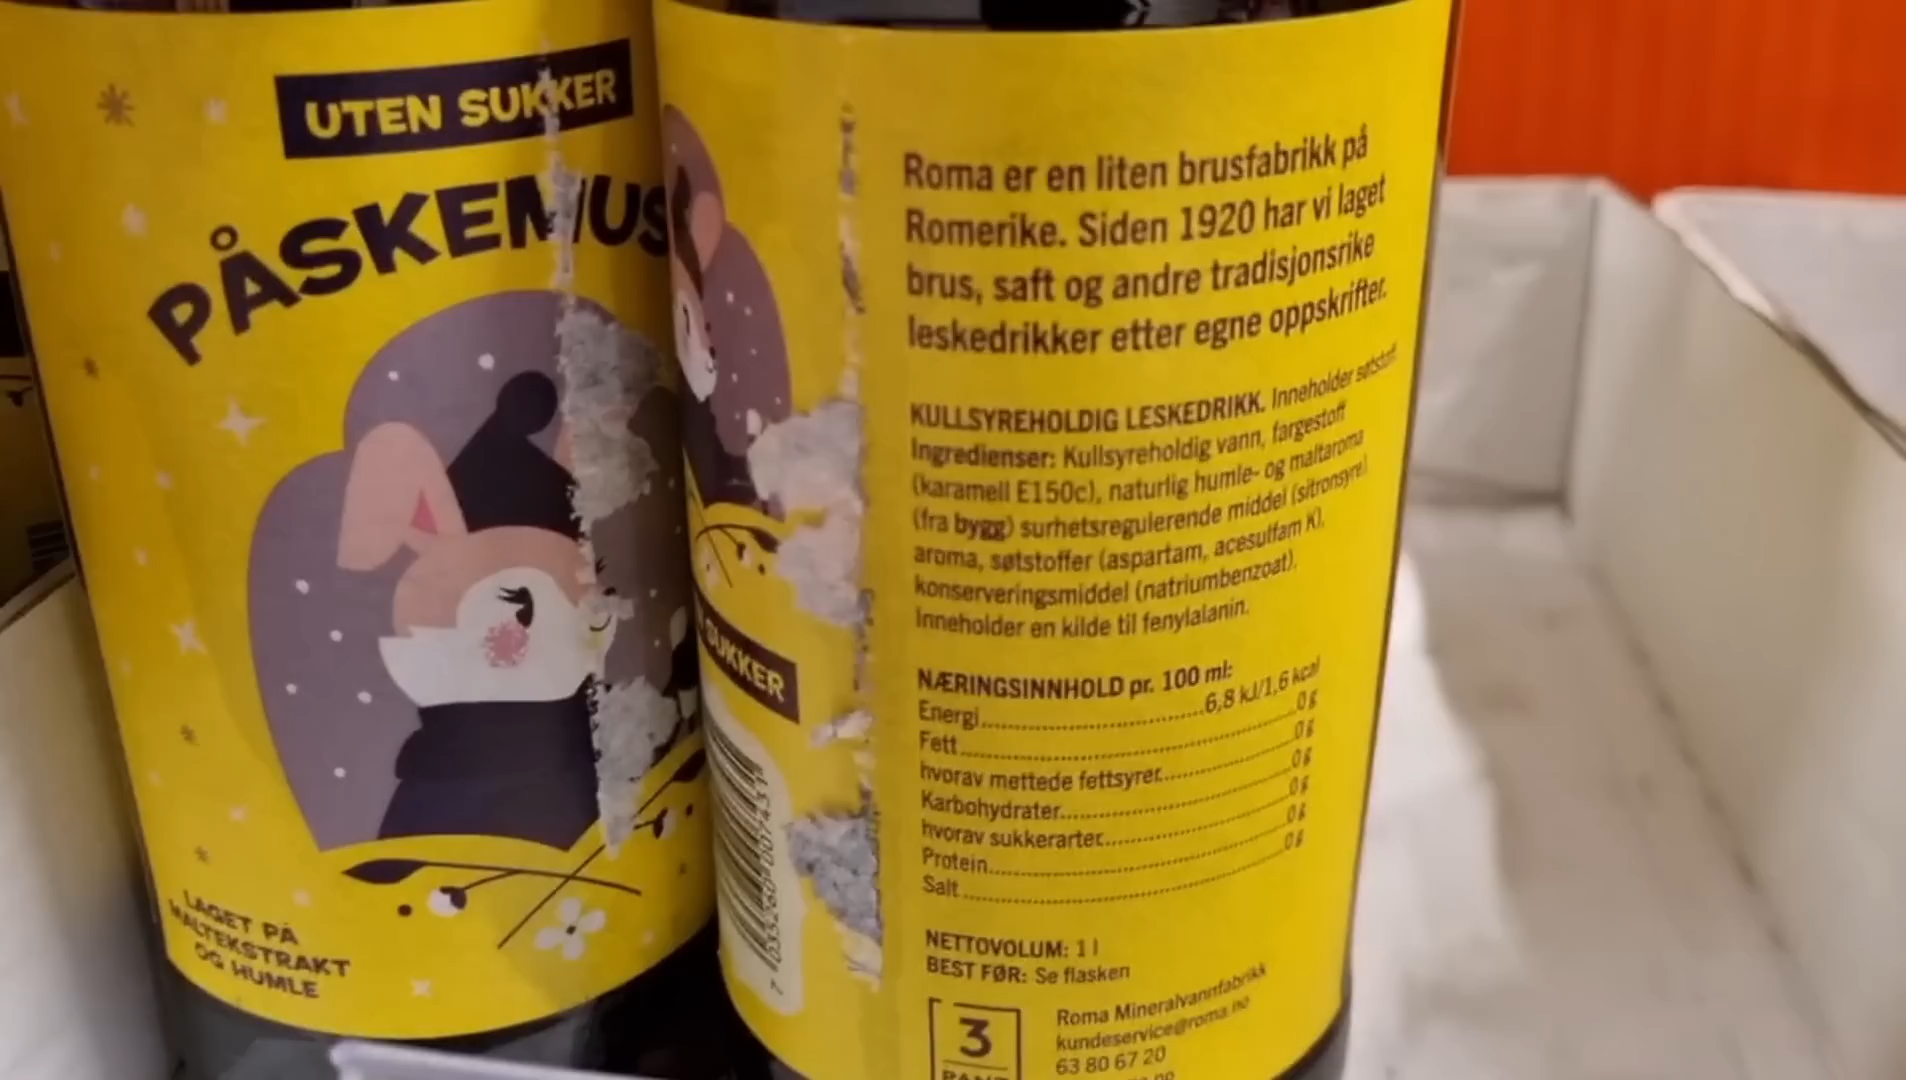 UTEN SUKKER
PÅSKEMUS
LAGET PÅ
MALTEKSTRAKT
OG HUMLE
SUKKER
Roma er en liten brusfabrikk på
Romerike. Siden 1920 har vi laget
brus, saft og andre tradisjonsrike
leskedrikker etter egne oppskrifter.
KULLSYREHOLDIG LESKEDRIKK. Inneholder søtstoff.
Ingredienser: Kullsyreholdig vann, fargestoff
(karamell E150c), naturlig humle- og maltaroma
(fra bygg) surhetsregulerende middel (sitronsyre)
aroma, søtstoffer (aspartam, acesulfam K),
konserveringsmiddel (natriumbenzoat).
Inneholder en kilde til fenylalanin.
NÆRINGSINNHOLD pr. 100 ml:
Energi.....6,8 kJ/1,6 kcal
Fett.....0 g
hvorav mettede fettsyrer.....0 g
Karbohydrater.....0 g
hvorav sukkerarter.....0 g
Protein.....0 g
Salt.....0 g
NETTOVOLUM: 1 l
BEST FØR: Se flasken
3
PANT
Roma Mineralvannfabrikk
kundeservice@roma.no
63 80 67 20